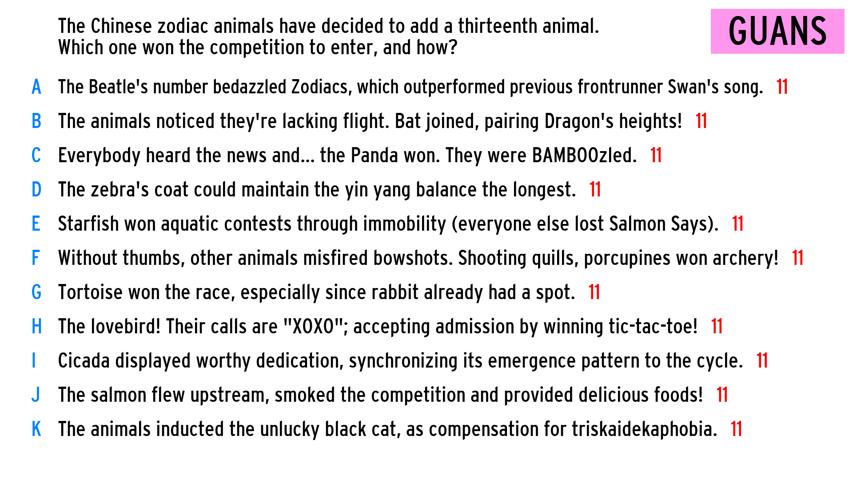 The Chinese zodiac animals have decided to add a thirteenth animal.
Which one won the competition to enter, and how?
GUANS
A The Beatle's number bedazzled Zodiacs, which outperformed previous frontrunner Swan's song. 11
B The animals noticed they're lacking flight. Bat joined, pairing Dragon's heights! 11
C Everybody heard the news and... the Panda won. They were BAMBOOzled. 11
D The zebra's coat could maintain the yin yang balance the longest. 11
E Starfish won aquatic contests through immobility (everyone else lost Salmon Says). 11
F Without thumbs, other animals misfired bowshots. Shooting quills, porcupines won archery! 11
G Tortoise won the race, especially since rabbit already had a spot. 11
H The lovebird! Their calls are "XOXO"; accepting admission by winning tic-tac-toe! 11
I Cicada displayed worthy dedication, synchronizing its emergence pattern to the cycle. 11
J The salmon flew upstream, smoked the competition and provided delicious foods! 11
K The animals inducted the unlucky black cat, as compensation for triskaidekaphobia. 11